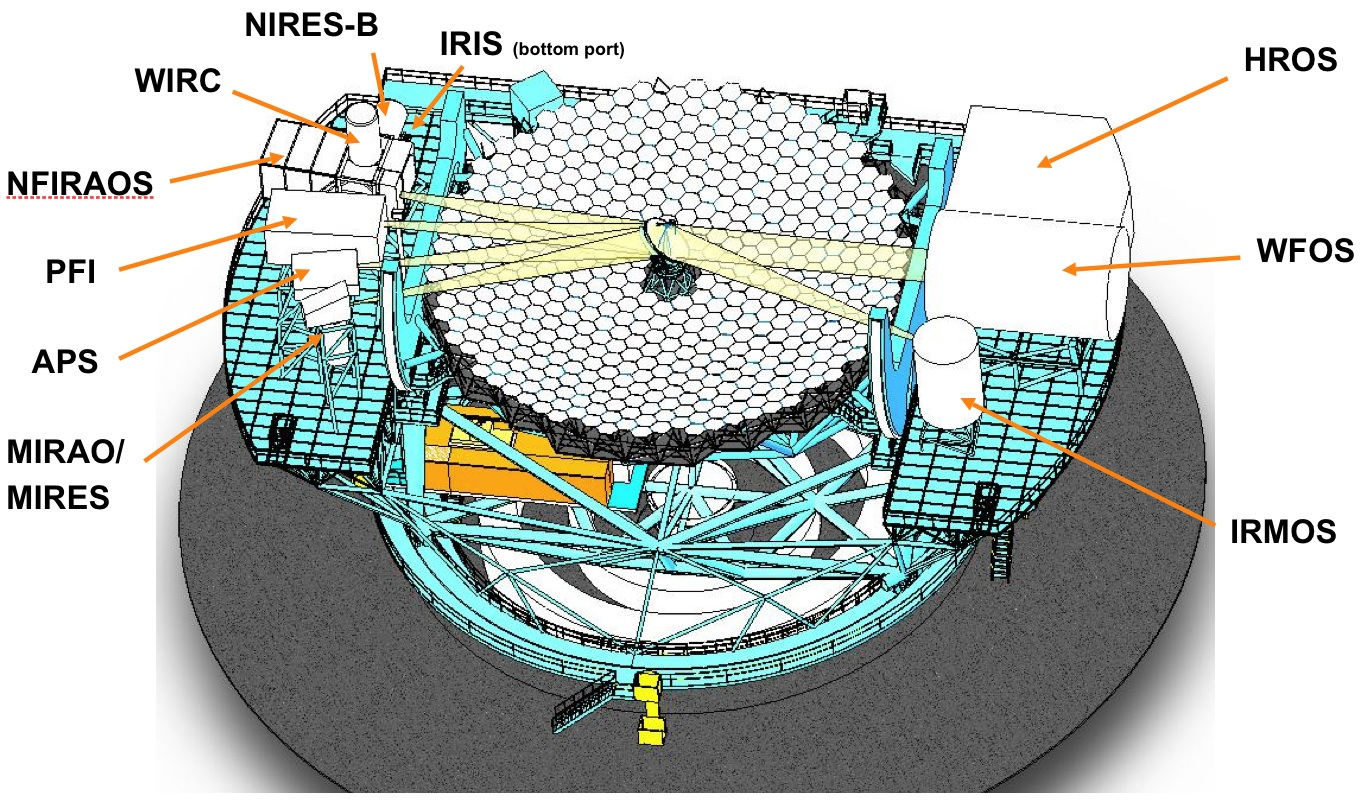 NIRES-B
IRIS (bottom port)
WIRC
HROS
NFIRAOS
WFOS
PFI
APS
MIRAO/
MIRES
IRMOS